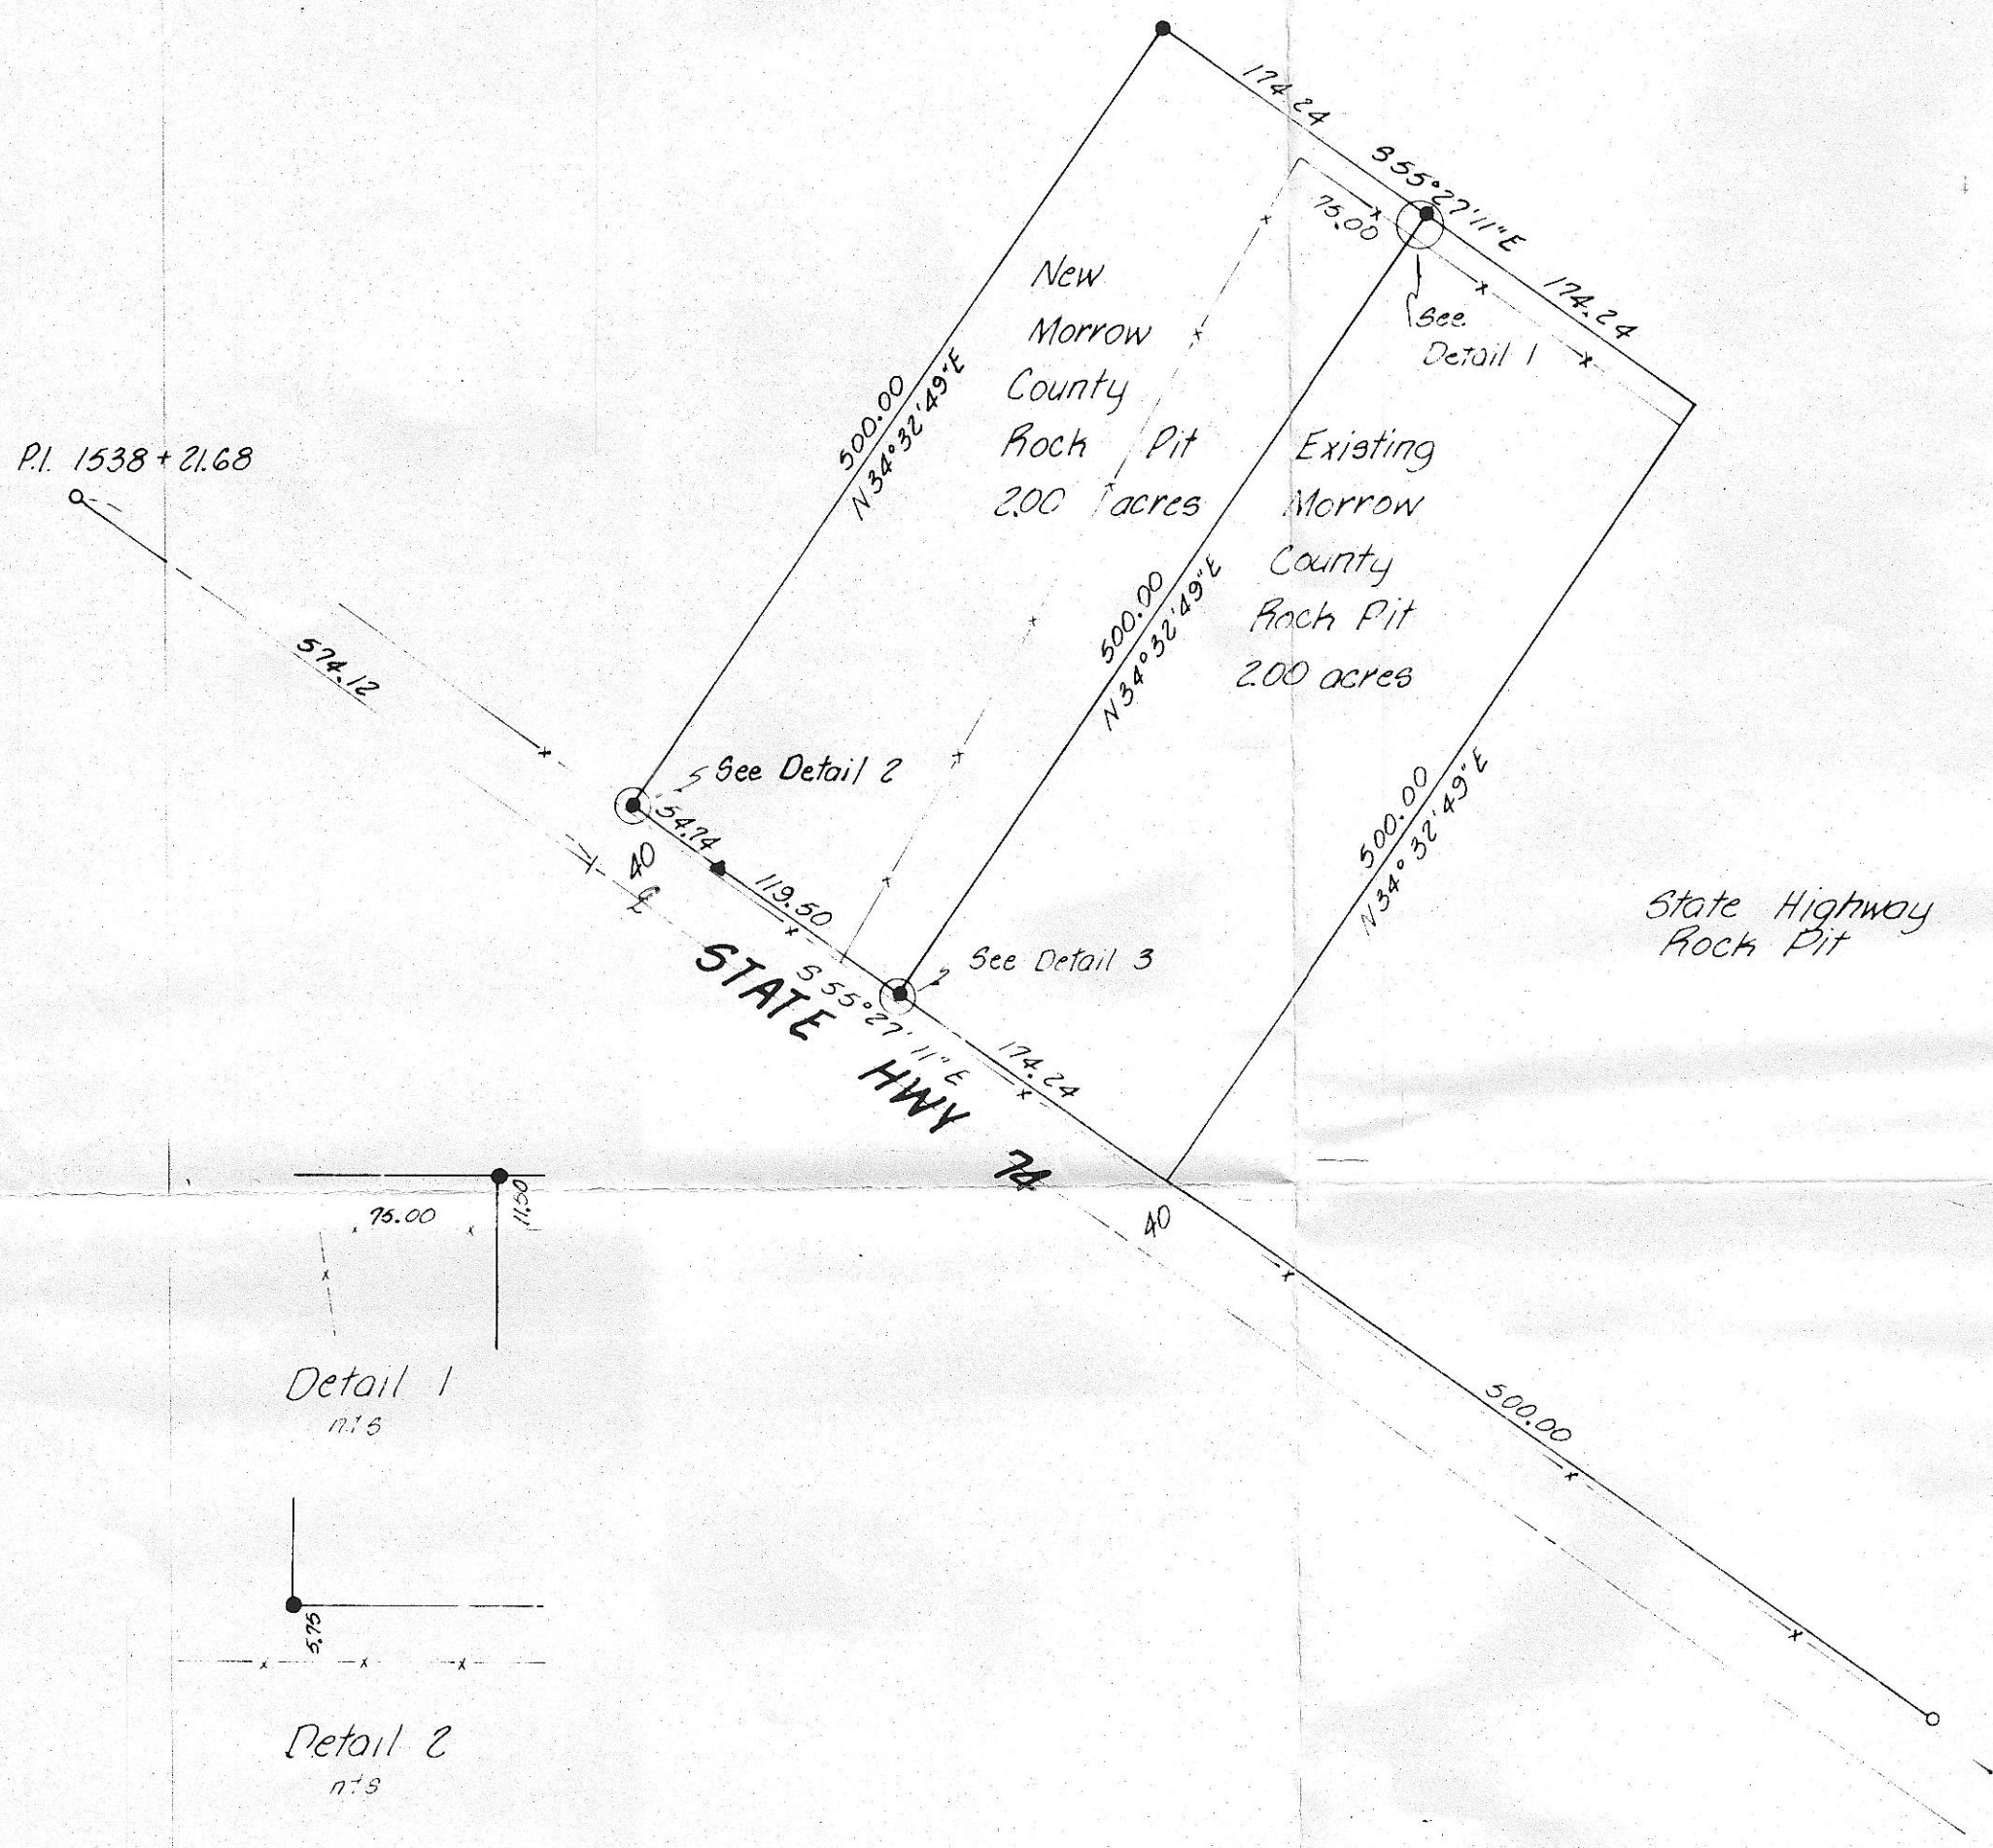 174.24
S55°27'11"E
75.00
174.24
See
Detail 1
New
Morrow
County
Rock Pit
2.00 acres
500.00
N34°32'49"E
Existing
Morrow
County
Rock Pit
2.00 acres
500.00
N34°32'49"E
500.00
N34°32'49"E
P.I. 1538+21.68
574.12
See Detail 2
54.74
40
℄
119.50
See Detail 3
S55°27'11"E
STATE HWY 74
174.24
State Highway
Rock Pit
40
500.00
75.00
11.50
Detail 1
nts
5.75
Detail 2
nts